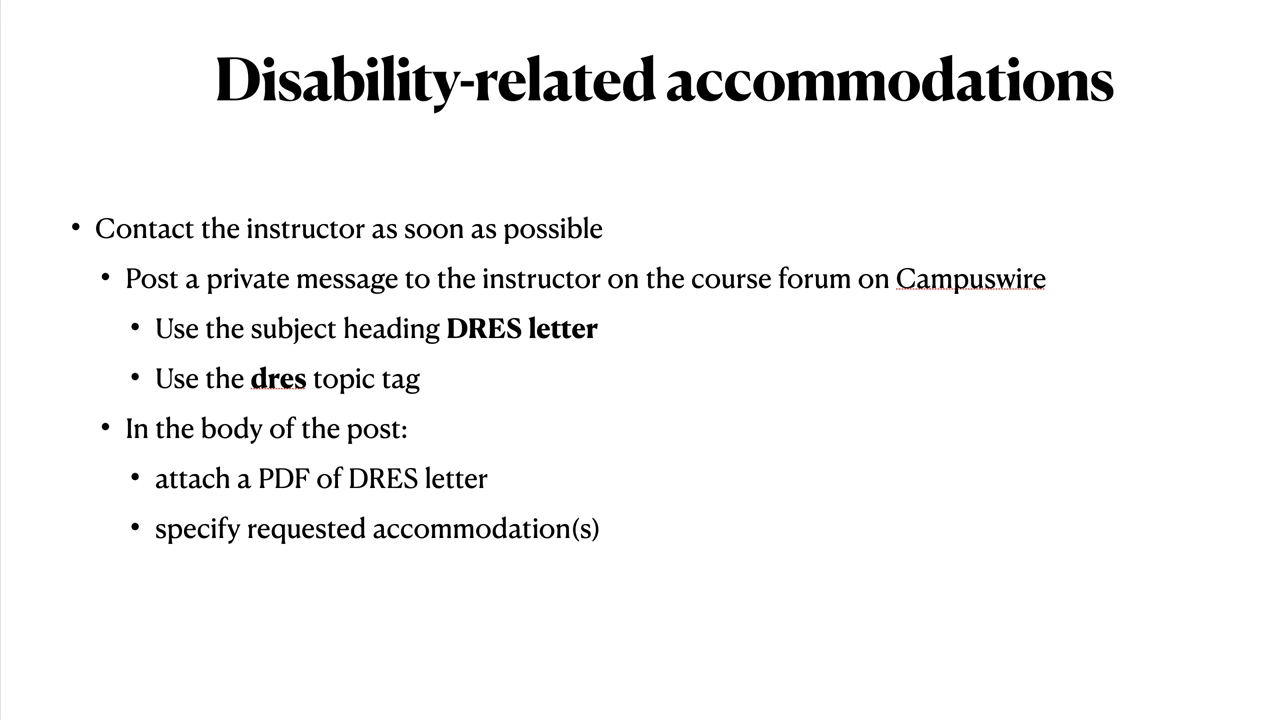 Disability-related accommodations
• Contact the instructor as soon as possible
• Post a private message to the instructor on the course forum on Campuswire
• Use the subject heading DRES letter
• Use the dres topic tag
• In the body of the post:
• attach a PDF of DRES letter
• specify requested accommodation(s)